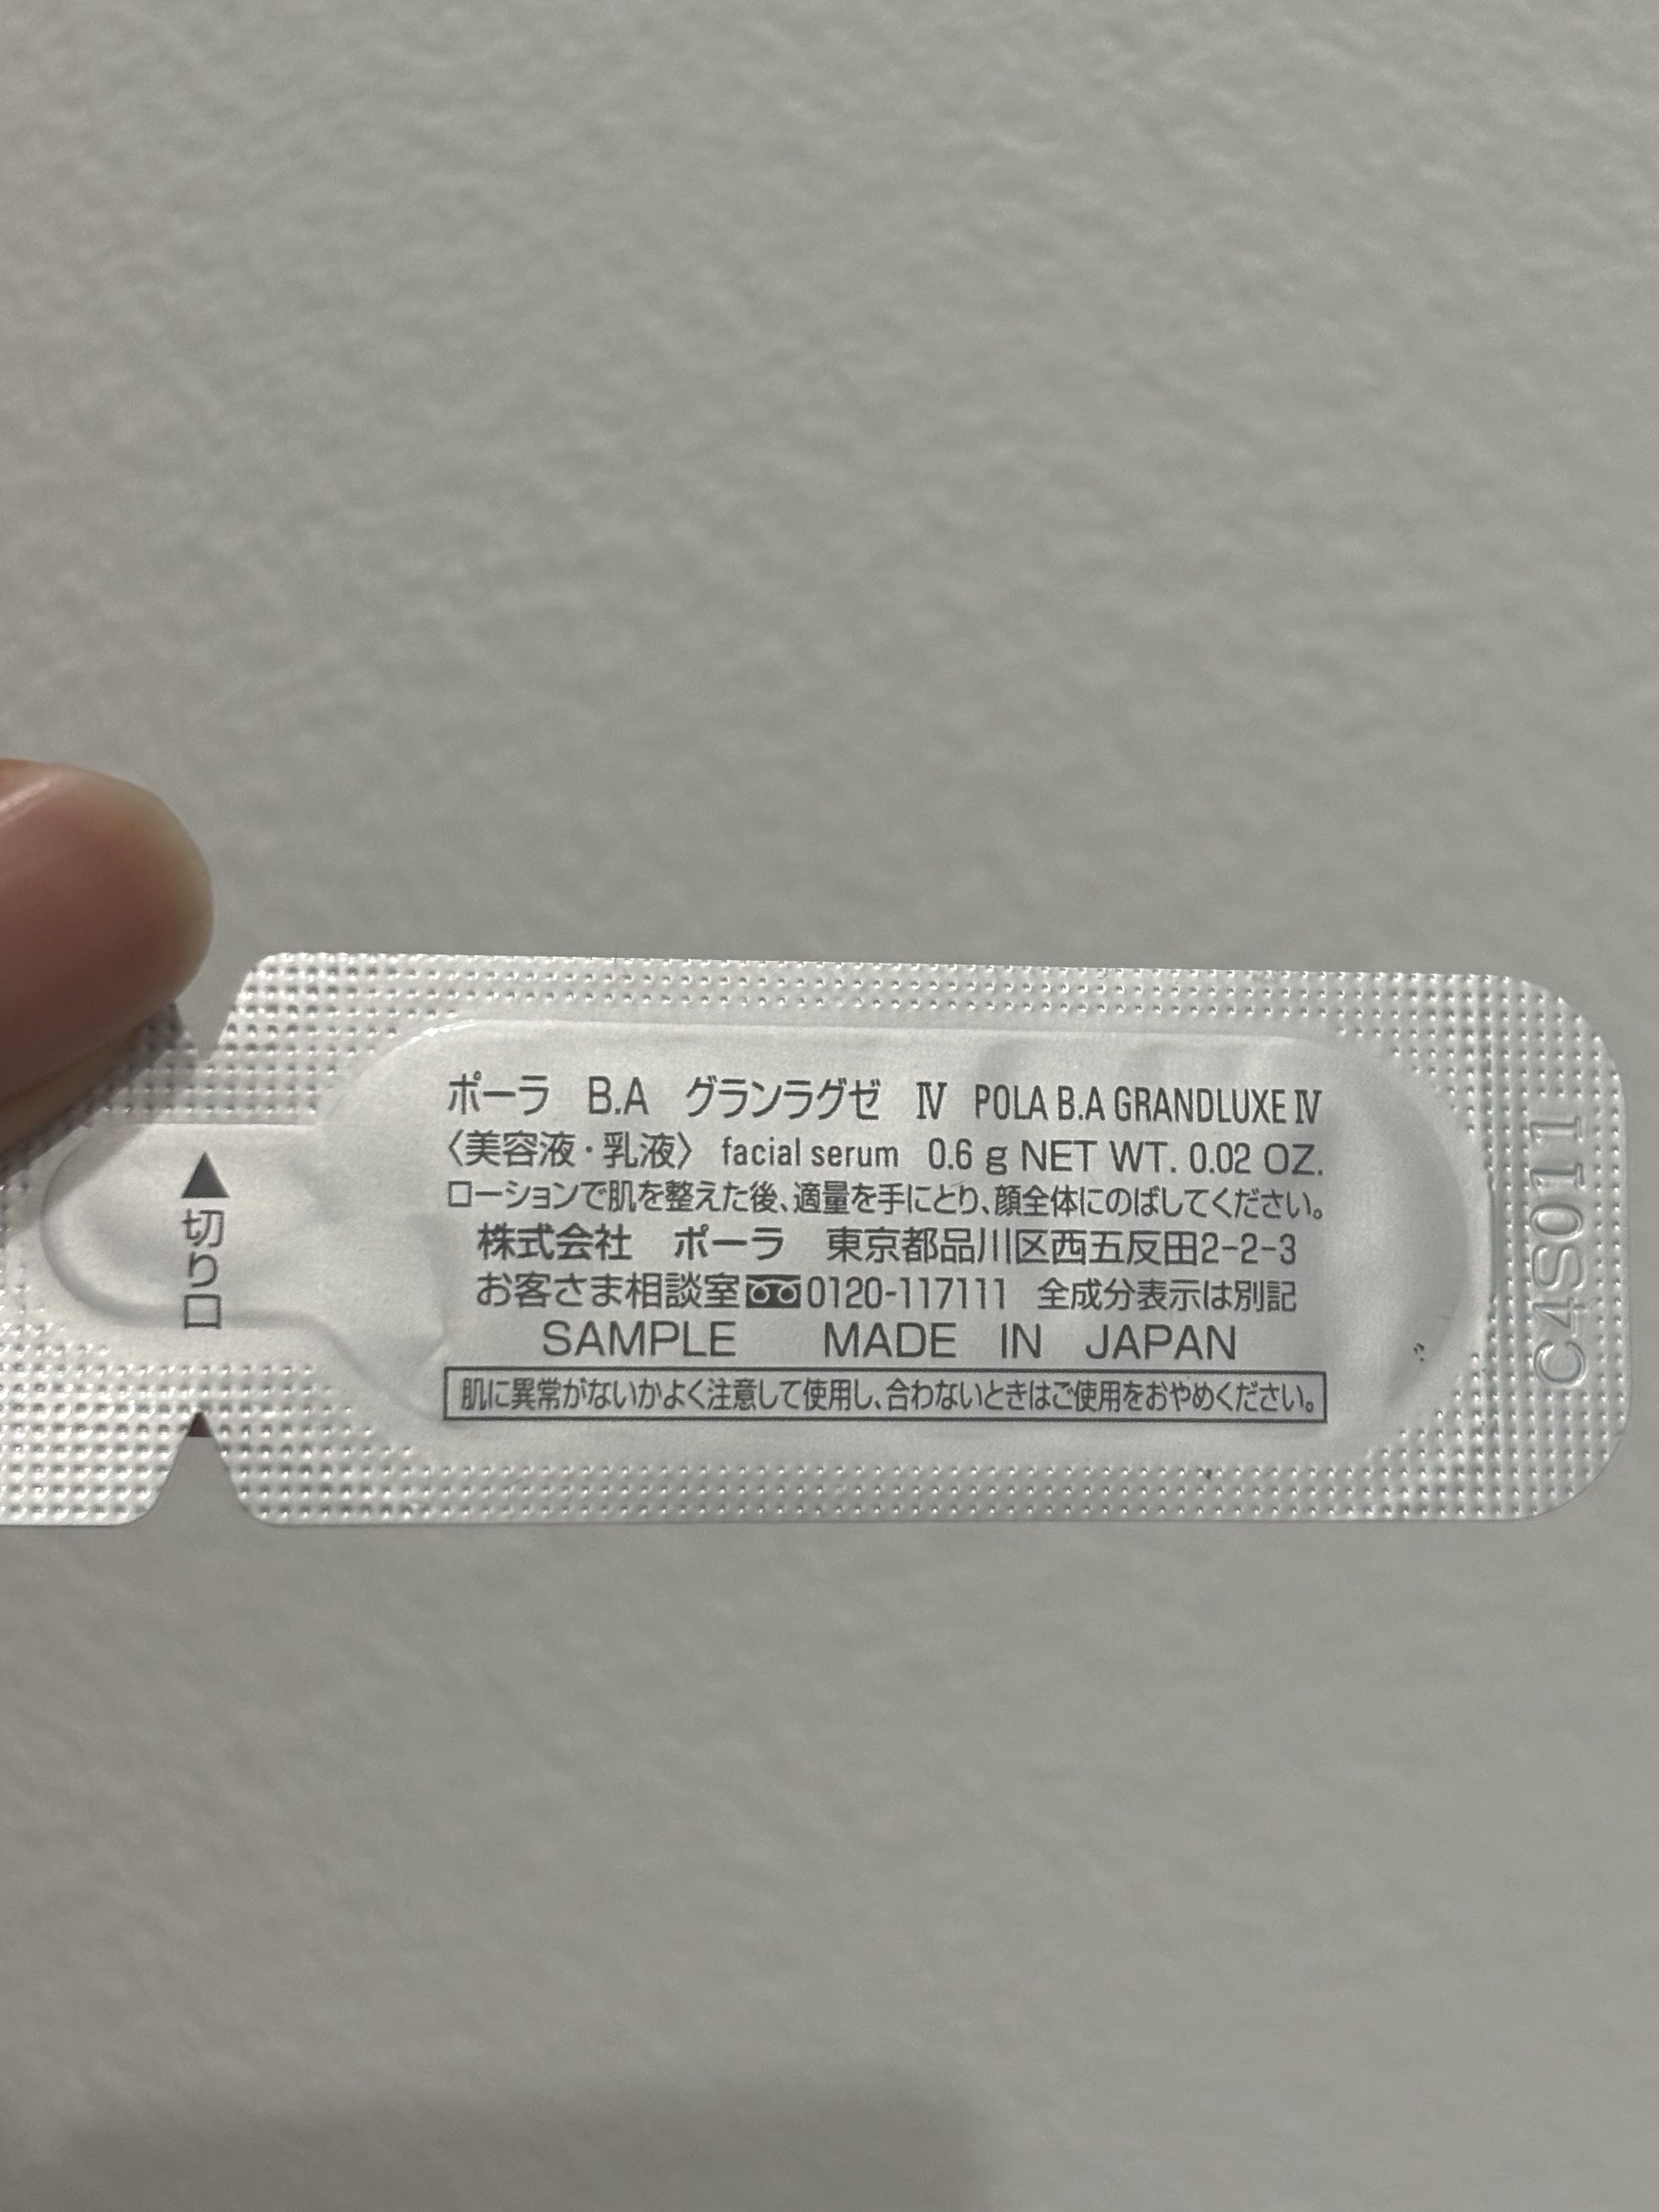 ポーラ　B.A　グランラグゼ　Ⅳ　POLA B.A GRANDLUXE Ⅳ
〈美容液・乳液〉 facial serum 0.6 g NET WT. 0.02 OZ.
ローションで肌を整えた後、適量を手にとり、顔全体にのばしてください。
株式会社　ポーラ　東京都品川区西五反田2-2-3
お客さま相談室 0120-117111 全成分表示は別記
SAMPLE MADE IN JAPAN
肌に異常がないかよく注意して使用し、合わないときはご使用をおやめください。
▲切り口
C4S011